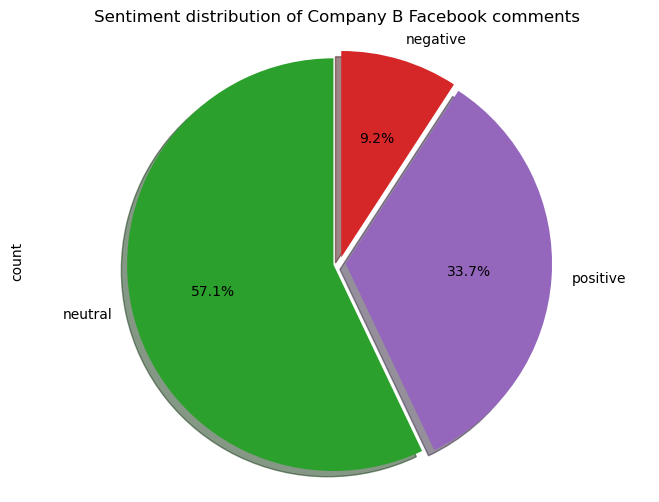 Sentiment distribution of Company B Facebook comments
negative
9.2%
33.7%
positive
count
57.1%
neutral